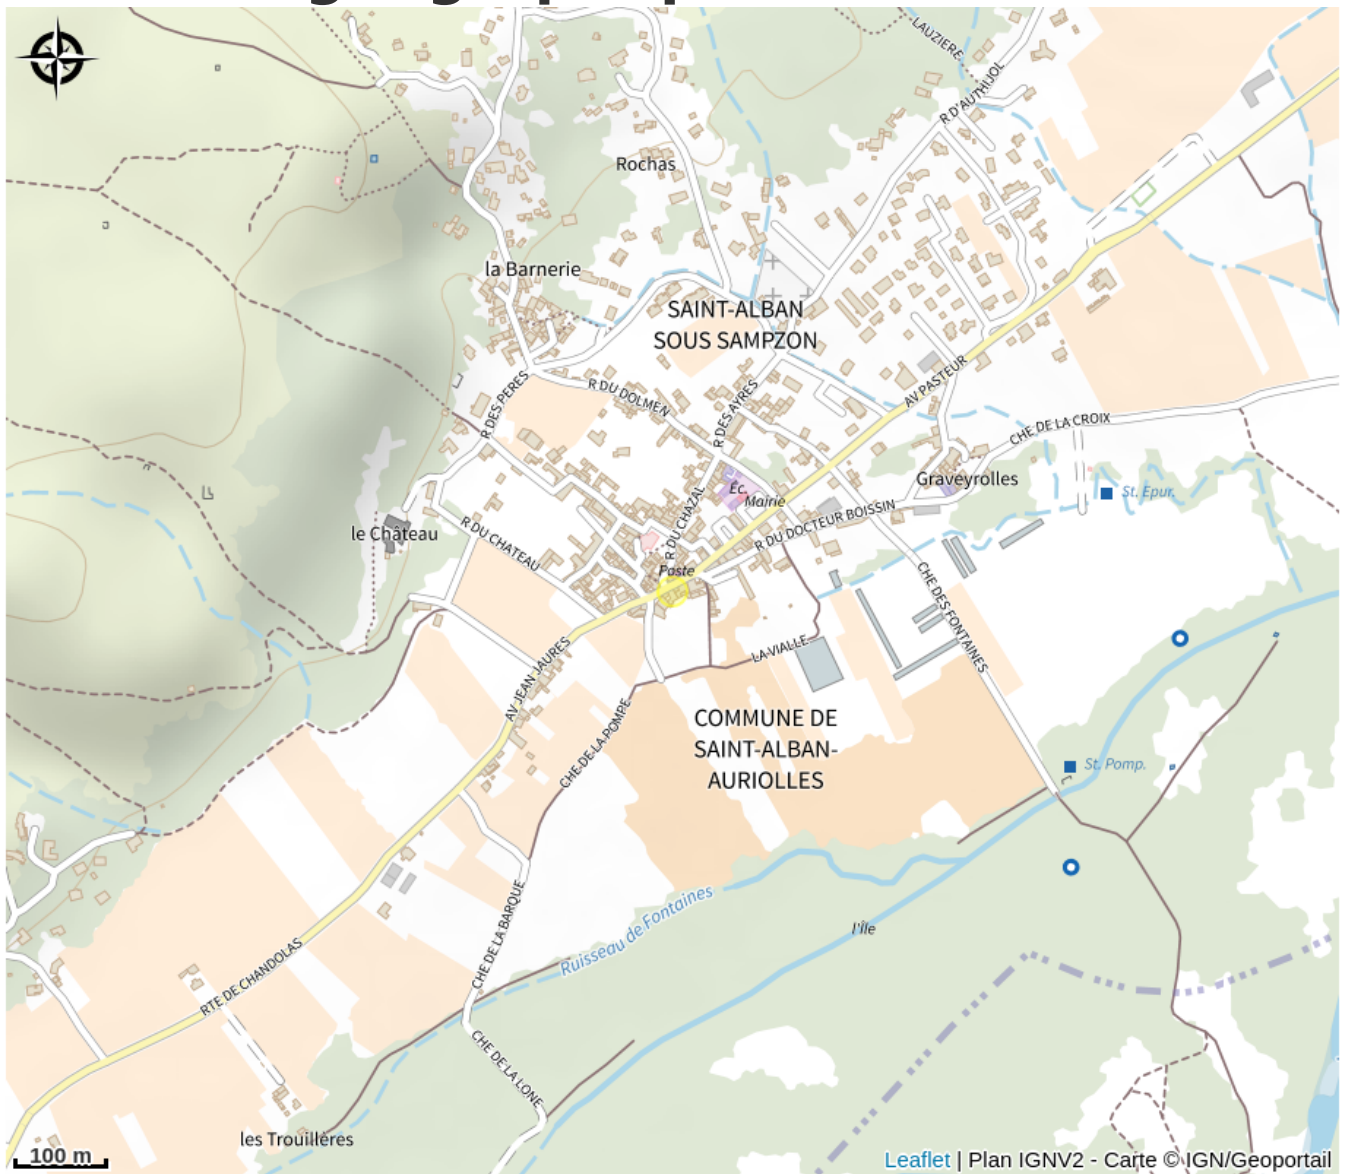 LAUZIERE
R D'AUTHUJOL
Rochas
la Barnerie
SAINT-ALBAN
SOUS SAMPZON
R DU DOLMEN
R DES PERES
R DES AYRES
AV PASTEUR
CHE DE LA CROIX
Graveyrolles
St. Epur.
Éc.
Mairie
R DU CHAZAL
R DU DOCTEUR BOISSIN
le Château
R DU CHATEAU
Poste
CHE DES FONTAINES
LA VIALLE
AV JEAN JAURES
CHE DE LA POMPE
COMMUNE DE
SAINT-ALBAN-
AURIOLLES
St. Pomp.
Ruisseau de Fontaines
l'Île
CHE DE LA BARQUE
RTE DE CHANDOLAS
CHE DE LA LONE
les Trouillères
100 m
Leaflet | Plan IGNV2 - Carte © IGN/Geoportail